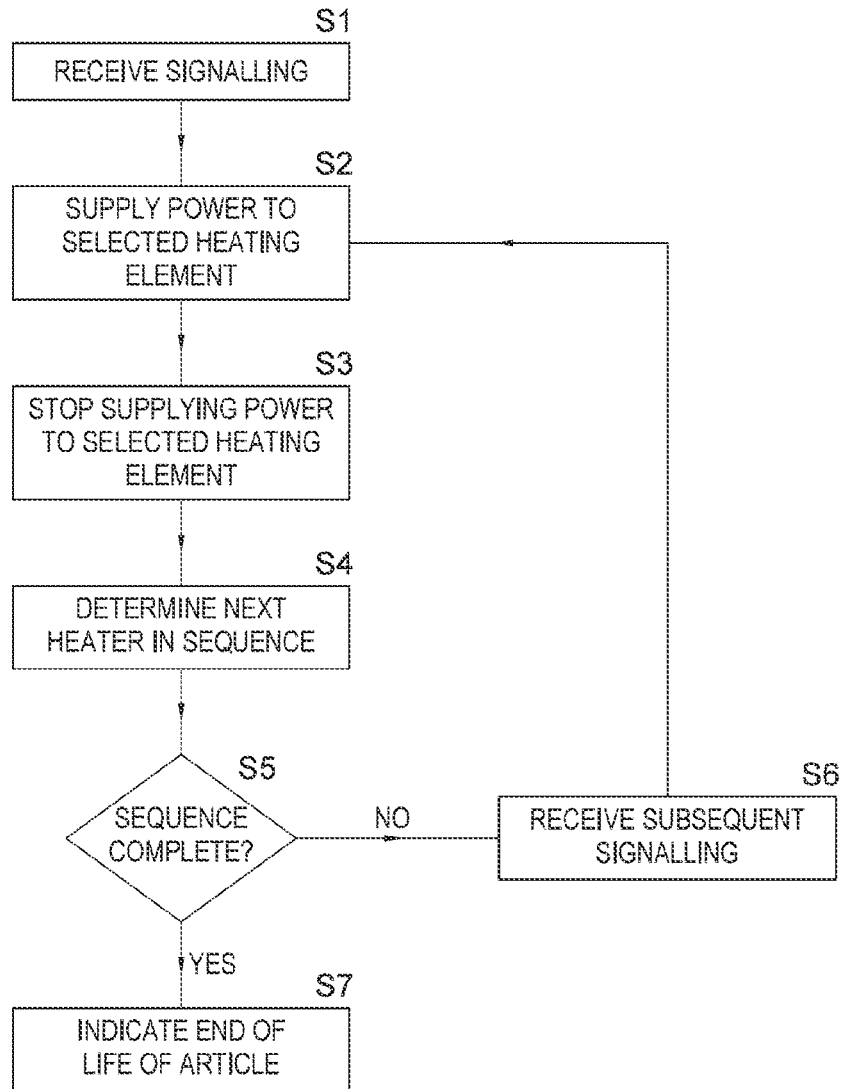 S1
RECEIVE SIGNALLING
S2
SUPPLY POWER TO
SELECTED HEATING
ELEMENT
S3
STOP SUPPLYING POWER
TO SELECTED HEATING
ELEMENT
S4
DETERMINE NEXT
HEATER IN SEQUENCE
S5
SEQUENCE
COMPLETE?
NO
S6
RECEIVE SUBSEQUENT
SIGNALLING
YES
S7
INDICATE END OF
LIFE OF ARTICLE